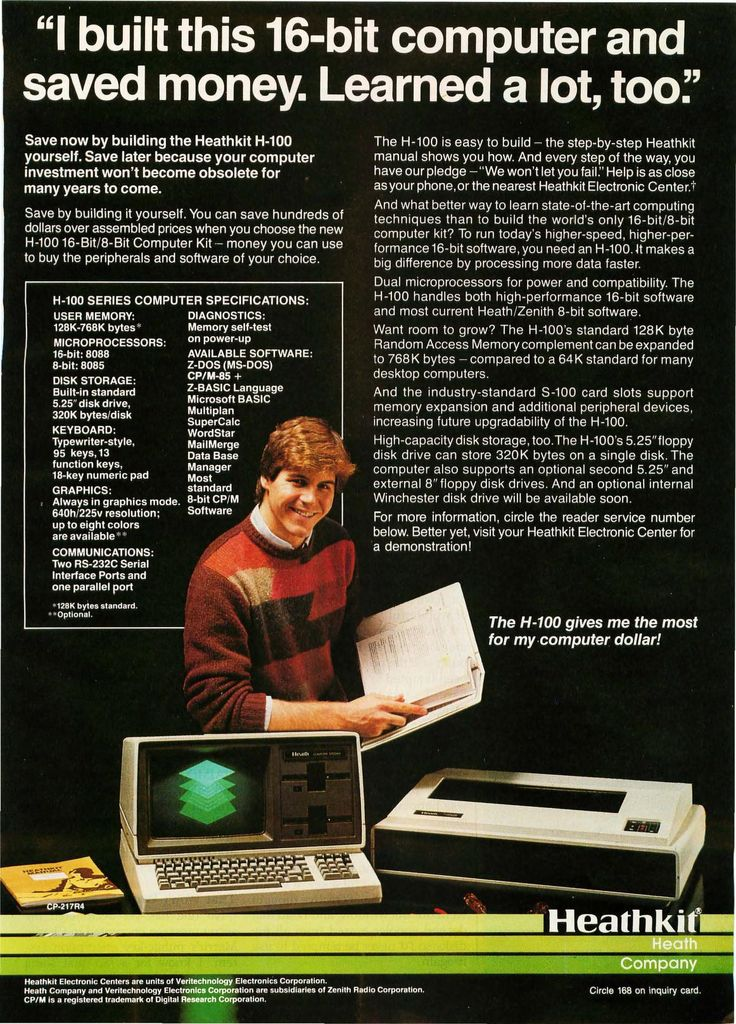 “I built this 16-bit computer and
saved money. Learned a lot, too.”
Save now by building the Heathkit H-100
yourself. Save later because your computer
investment won't become obsolete for
many years to come.
Save by building it yourself. You can save hundreds of
dollars over assembled prices when you choose the new
H-100 16-Bit/8-Bit Computer Kit – money you can use
to buy the peripherals and software of your choice.
H-100 SERIES COMPUTER SPECIFICATIONS:
USER MEMORY:
128K-768K bytes*
MICROPROCESSORS:
16-bit: 8088
8-bit: 8085
DISK STORAGE:
Built-in standard
5.25" disk drive,
320K bytes/disk
KEYBOARD:
Typewriter-style,
95 keys, 13
function keys,
18-key numeric pad
GRAPHICS:
Always in graphics mode.
640h/225v resolution;
up to eight colors
are available**
COMMUNICATIONS:
Two RS-232C Serial
Interface Ports and
one parallel port
*128K bytes standard.
**Optional.
DIAGNOSTICS:
Memory self-test
on power-up
AVAILABLE SOFTWARE:
Z-DOS (MS-DOS)
CP/M-85 +
Z-BASIC Language
Microsoft BASIC
Multiplan
SuperCalc
WordStar
MailMerge
Data Base
Manager
Most
standard
8-bit CP/M
Software
The H-100 is easy to build – the step-by-step Heathkit
manual shows you how. And every step of the way, you
have our pledge – “We won't let you fail.” Help is as close
as your phone, or the nearest Heathkit Electronic Center.†
And what better way to learn state-of-the-art computing
techniques than to build the world's only 16-bit/8-bit
computer kit? To run today's higher-speed, higher-per-
formance 16-bit software, you need an H-100. It makes a
big difference by processing more data faster.
Dual microprocessors for power and compatibility. The
H-100 handles both high-performance 16-bit software
and most current Heath/Zenith 8-bit software.
Want room to grow? The H-100's standard 128K byte
Random Access Memory complement can be expanded
to 768K bytes – compared to a 64K standard for many
desktop computers.
And the industry-standard S-100 card slots support
memory expansion and additional peripheral devices,
increasing future upgradability of the H-100.
High-capacity disk storage, too. The H-100's 5.25" floppy
disk drive can store 320K bytes on a single disk. The
computer also supports an optional second 5.25" and
external 8" floppy disk drives. And an optional internal
Winchester disk drive will be available soon.
For more information, circle the reader service number
below. Better yet, visit your Heathkit Electronic Center for
a demonstration!
The H-100 gives me the most
for my computer dollar!
Heath
CP-217R4
Heathkit®
Heath
Company
Heathkit Electronic Centers are units of Veritechnology Electronics Corporation.
Heath Company and Veritechnology Electronics Corporation are subsidiaries of Zenith Radio Corporation.
CP/M is a registered trademark of Digital Research Corporation.
Circle 168 on inquiry card.